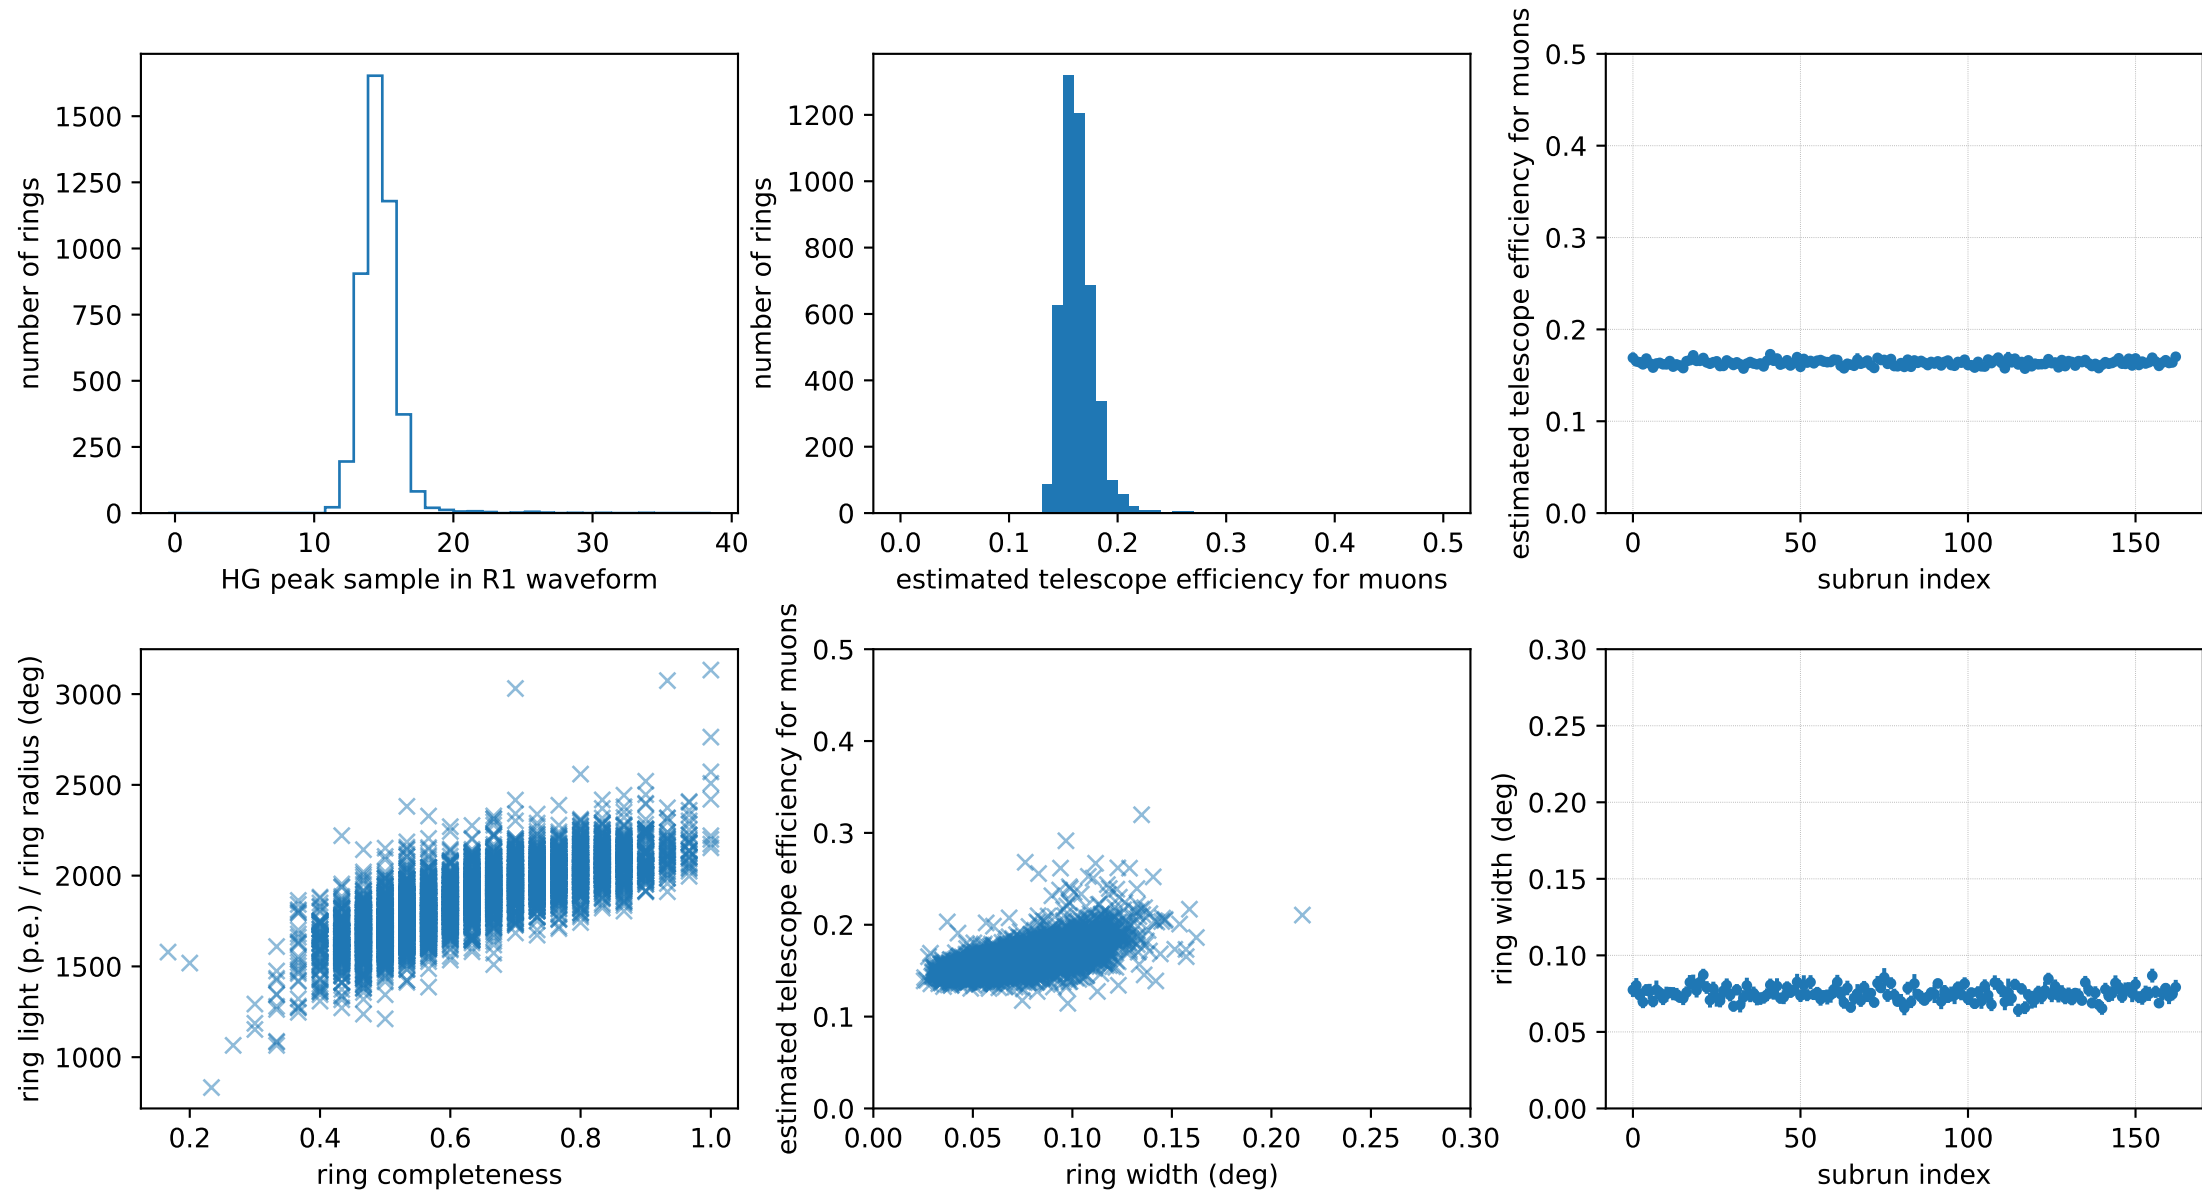 number of rings
1500
1250
1000
750
500
250
0
0 10 20 30 40
HG peak sample in R1 waveform
number of rings
1200
1000
800
600
400
200
0
0.0 0.1 0.2 0.3 0.4 0.5
estimated telescope efficiency for muons
estimated telescope efficiency for muons
0.5
0.4
0.3
0.2
0.1
0.0
0 50 100 150
subrun index
ring light (p.e.) / ring radius (deg)
3000
2500
2000
1500
1000
0.2 0.4 0.6 0.8 1.0
ring completeness
estimated telescope efficiency for muons
0.5
0.4
0.3
0.2
0.1
0.0
0.00 0.05 0.10 0.15 0.20 0.25 0.30
ring width (deg)
ring width (deg)
0.30
0.25
0.20
0.15
0.10
0.05
0.00
0 50 100 150
subrun index